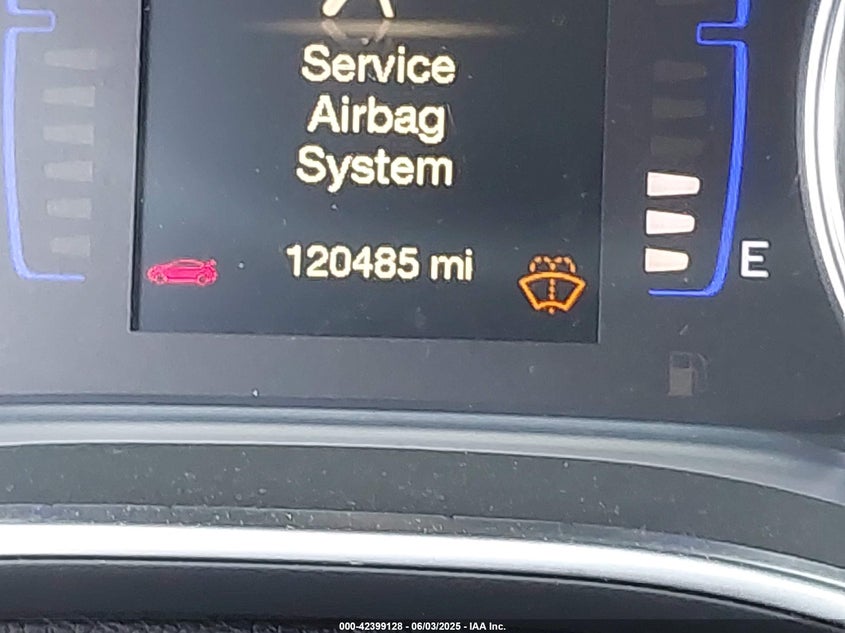 Service
Airbag
System
120485 mi
E
000-42399128 - 06/03/2025 - IAA Inc.